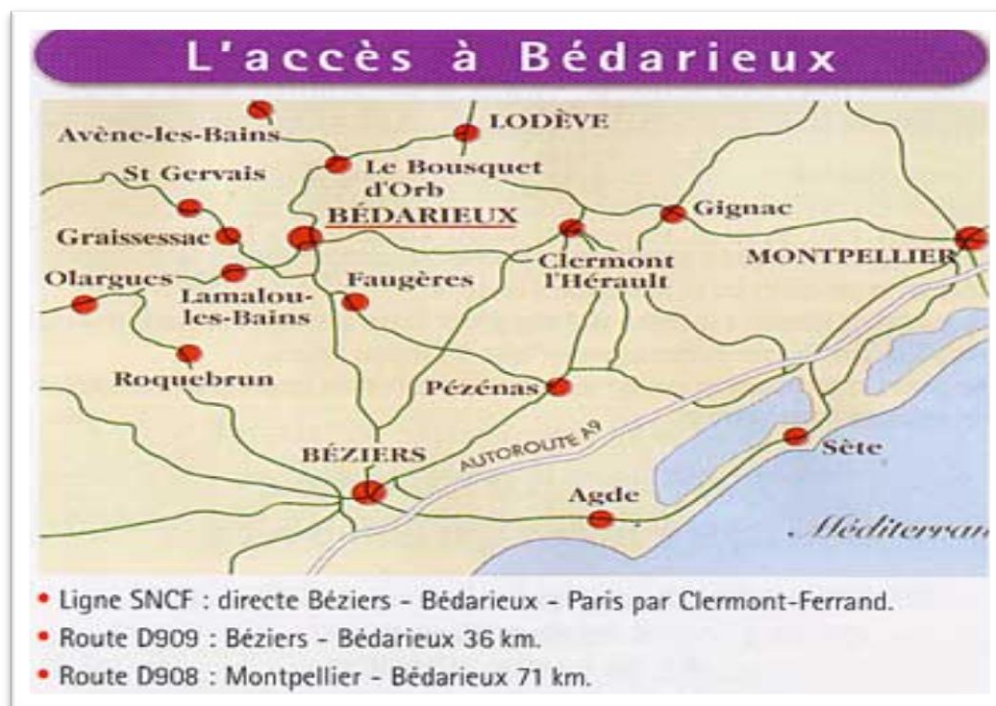 L'accès à Bédarieux
Avène-les-Bains
LODÈVE
Le Bousquet
d'Orb
St Gervais
BÉDARIEUX
Gignac
Graissessac
Clermont
l'Hérault
MONTPELLIER
Olargues
Lamalou-
les-Bains
Faugères
Roquebrun
Pézénas
BÉZIERS
AUTOROUTE A9
Sète
Agde
Méditerran
• Ligne SNCF : directe Béziers - Bédarieux - Paris par Clermont-Ferrand.
• Route D909 : Béziers - Bédarieux 36 km.
• Route D908 : Montpellier - Bédarieux 71 km.